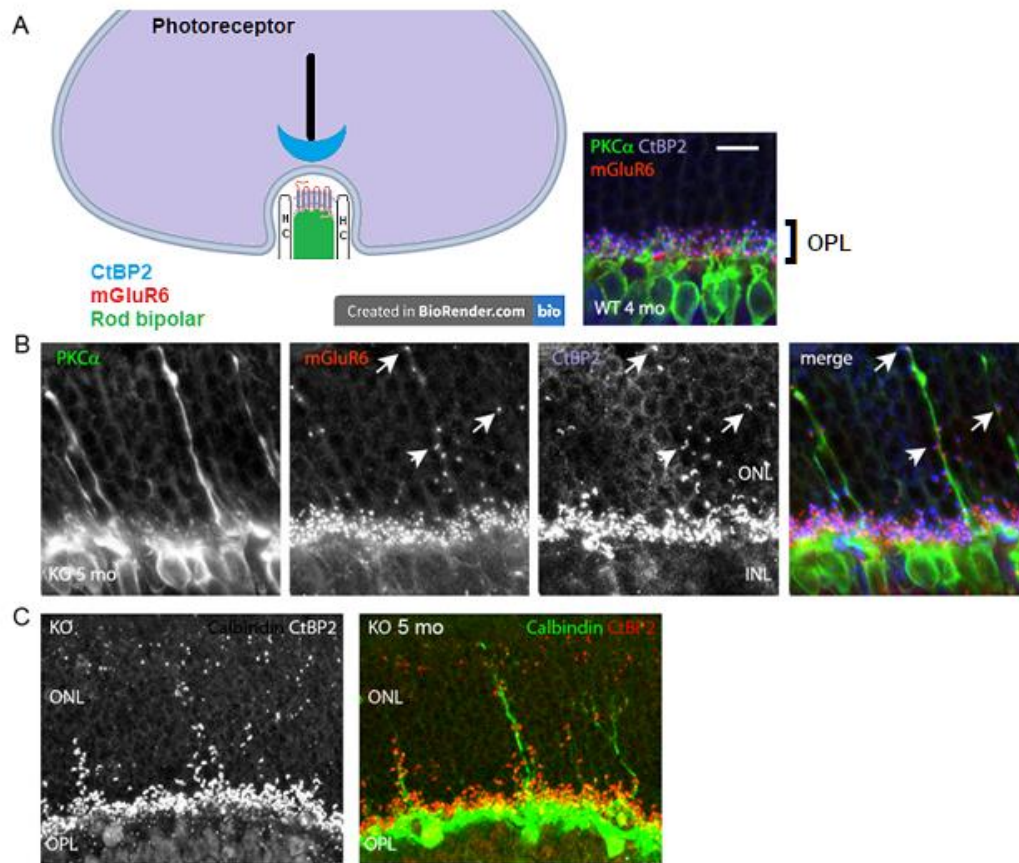 A
Photoreceptor
H
C
H
C
CtBP2
mGluR6
Rod bipolar
Created in BioRender.com bio
PKCα CtBP2
mGluR6
WT 4 mo
OPL
B
PKCα
KO 5 mo
mGluR6
CtBP2
ONL
INL
merge
C
KO Calbindin CtBP2
ONL
OPL
KO 5 mo Calbindin CtBP2
ONL
OPL